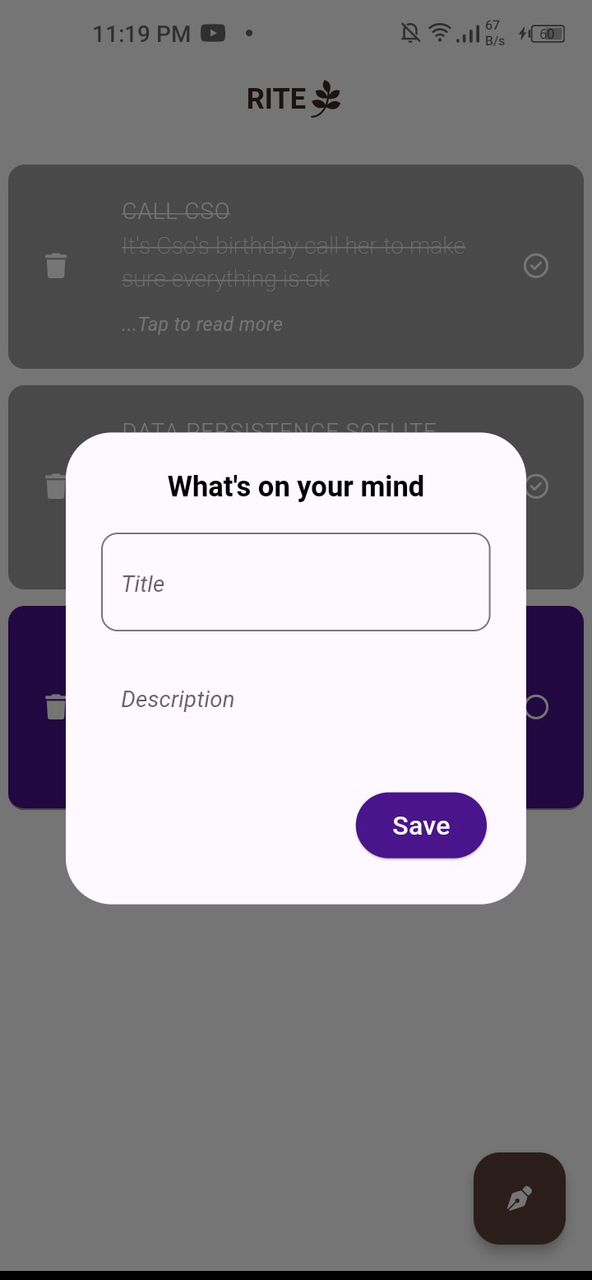 11:19 PM
67
B/s
60
RITE
CALL CSO
It's Cso's birthday call her to make
sure everything is ok
...Tap to read more
DATA PERSISTENCE SQFLITE
What's on your mind
Title
Description
Save